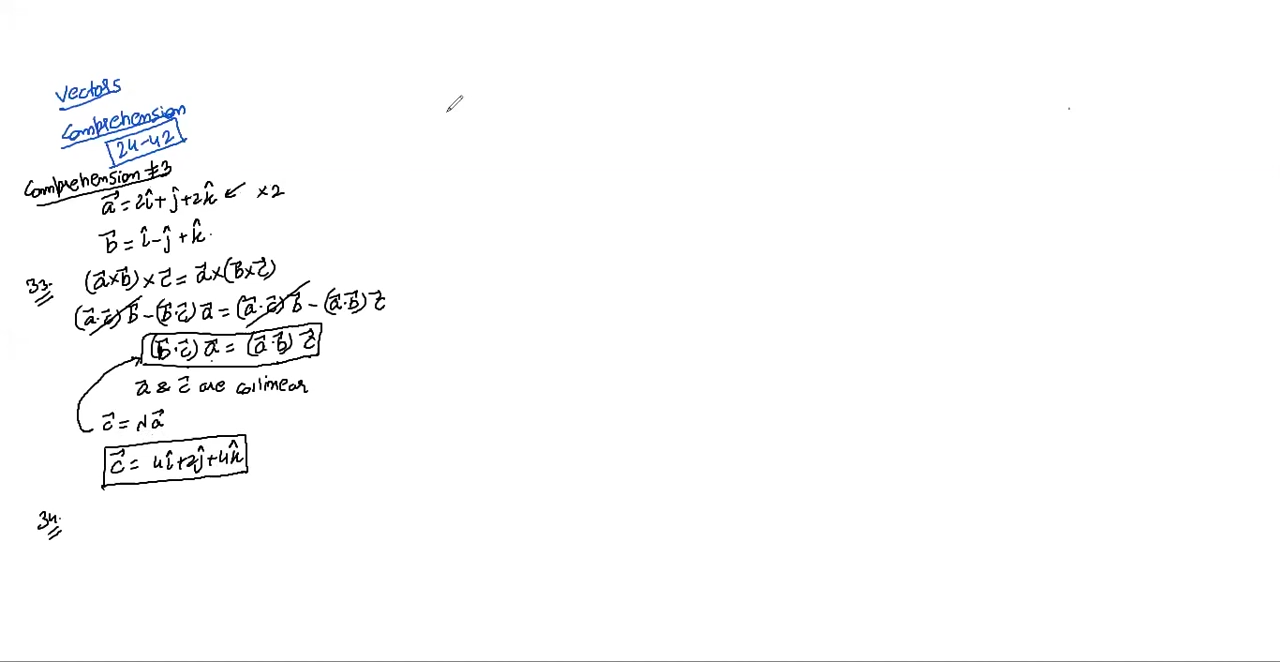 Vectors
Comprehension
24-42
Comprehension #3
a⃗ = 2î + ĵ + 2k̂ ← ×2
b⃗ = î - ĵ + k̂.
33. (a⃗×b⃗)×c⃗ = a⃗×(b⃗×c⃗)
(a⃗·c⃗) b⃗ - (b⃗·c⃗) a⃗ = (a⃗·c⃗) b⃗ - (a⃗·b⃗) c⃗
(b⃗·c⃗) a⃗ = (a⃗·b⃗) c⃗
a⃗ & c⃗ are collinear
c⃗ = λa⃗
c⃗ = 4î + 2ĵ + 4k̂
34.